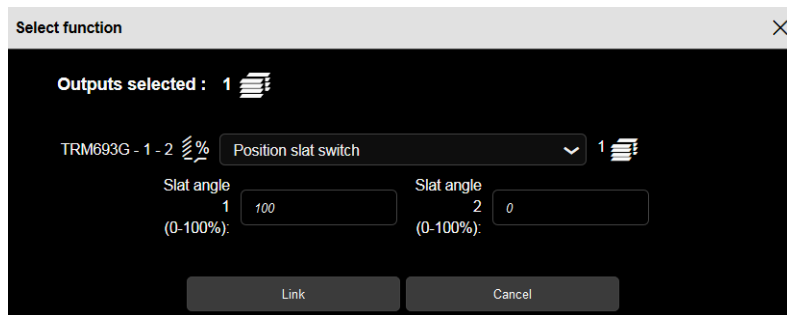 Select function
Outputs selected : 1
TRM693G - 1 - 2 % Position slat switch 1
Slat angle 1 (0-100%): 100 Slat angle 2 (0-100%): 0
Link Cancel